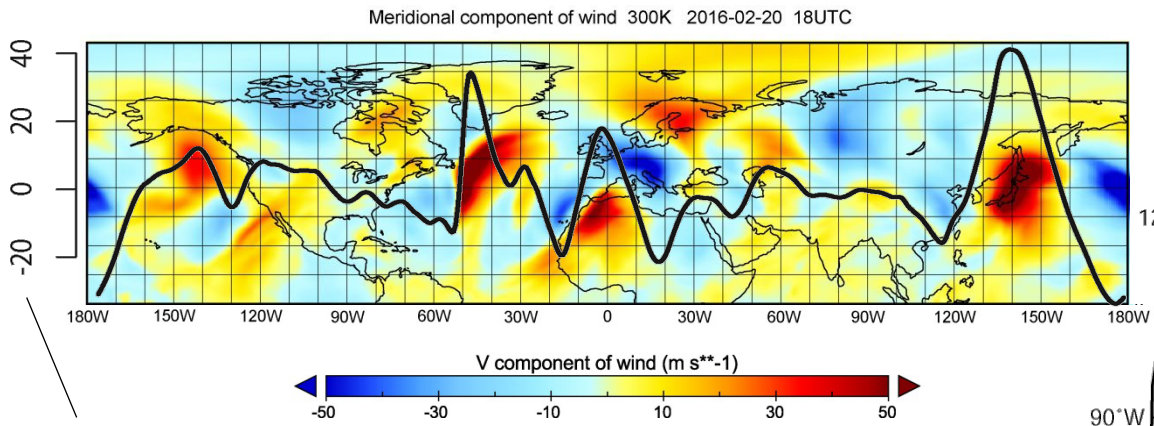 Meridional component of wind 300K 2016-02-20 18UTC
40
20
0
-20
180W 150W 120W 90W 60W 30W 0 30W 60W 90W 120W 150W 180W
V component of wind (m s**-1)
-50 -30 -10 10 30 50
12
90°W